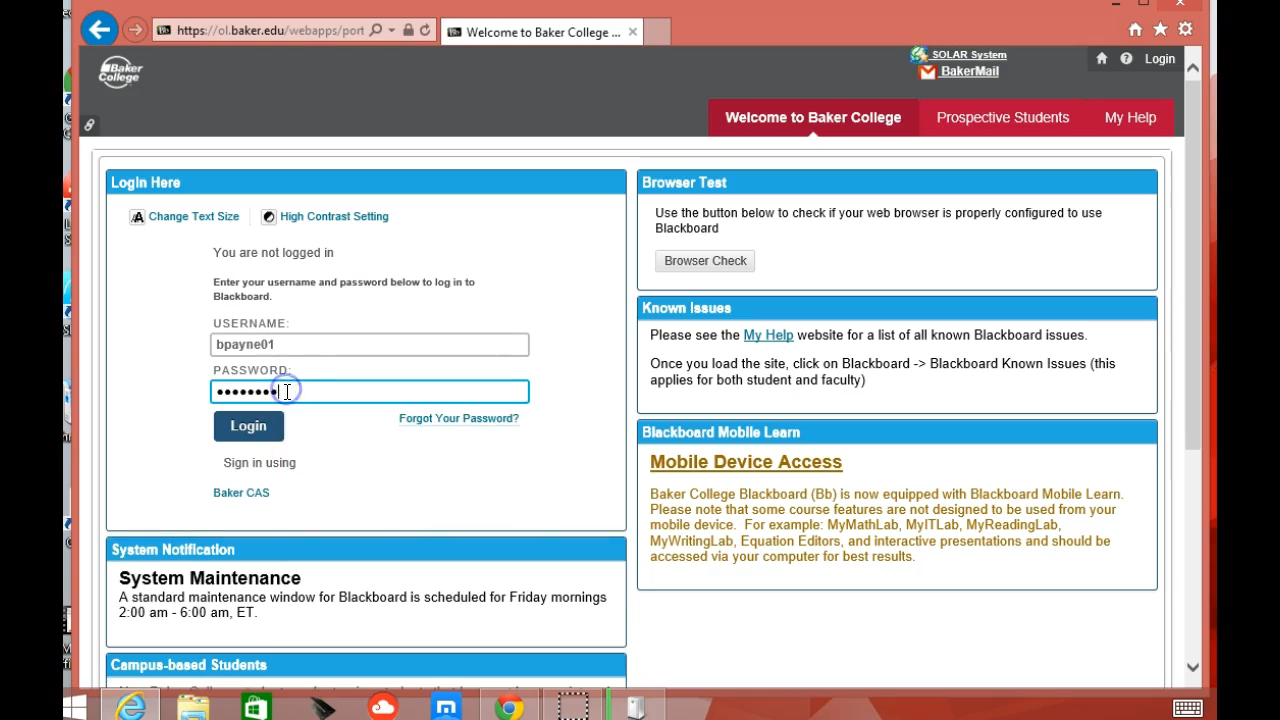 https://ol.baker.edu/webapps/port
Welcome to Baker College ...
Baker College
SOLAR System
BakerMail
Login
Welcome to Baker College
Prospective Students
My Help
Login Here
Change Text Size
High Contrast Setting
You are not logged in
Enter your username and password below to log in to
Blackboard.
USERNAME:
bpayne01
PASSWORD:
••••••••
Login
Forgot Your Password?
Sign in using
Baker CAS
System Notification
System Maintenance
A standard maintenance window for Blackboard is scheduled for Friday mornings
2:00 am - 6:00 am, ET.
Campus-based Students
Browser Test
Use the button below to check if your web browser is properly configured to use
Blackboard
Browser Check
Known Issues
Please see the My Help website for a list of all known Blackboard issues.
Once you load the site, click on Blackboard -> Blackboard Known Issues (this
applies for both student and faculty)
Blackboard Mobile Learn
Mobile Device Access
Baker College Blackboard (Bb) is now equipped with Blackboard Mobile Learn.
Please note that some course features are not designed to be used from your
mobile device. For example: MyMathLab, MyITLab, MyReadingLab,
MyWritingLab, Equation Editors, and interactive presentations and should be
accessed via your computer for best results.